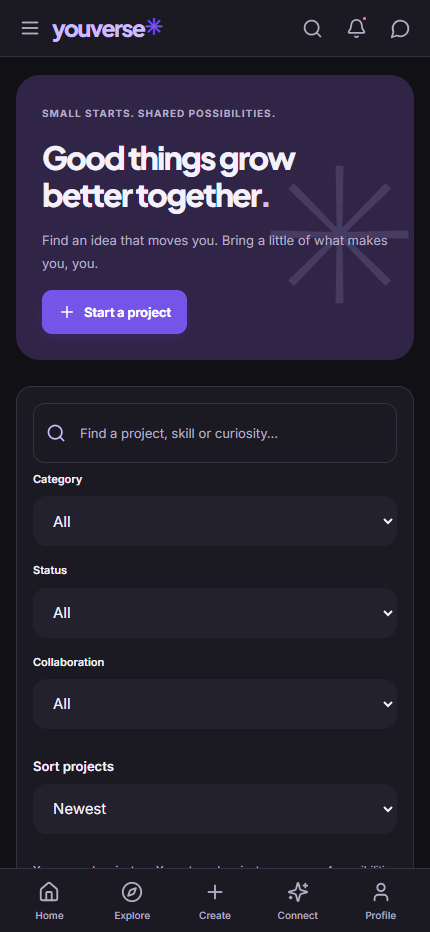 youverse
SMALL STARTS. SHARED POSSIBILITIES.
Good things grow
better together.
Find an idea that moves you. Bring a little of what makes
you, you.
Start a project
Find a project, skill or curiosity...
Category
All
Status
All
Collaboration
All
Sort projects
Newest
Home
Explore
Create
Connect
Profile